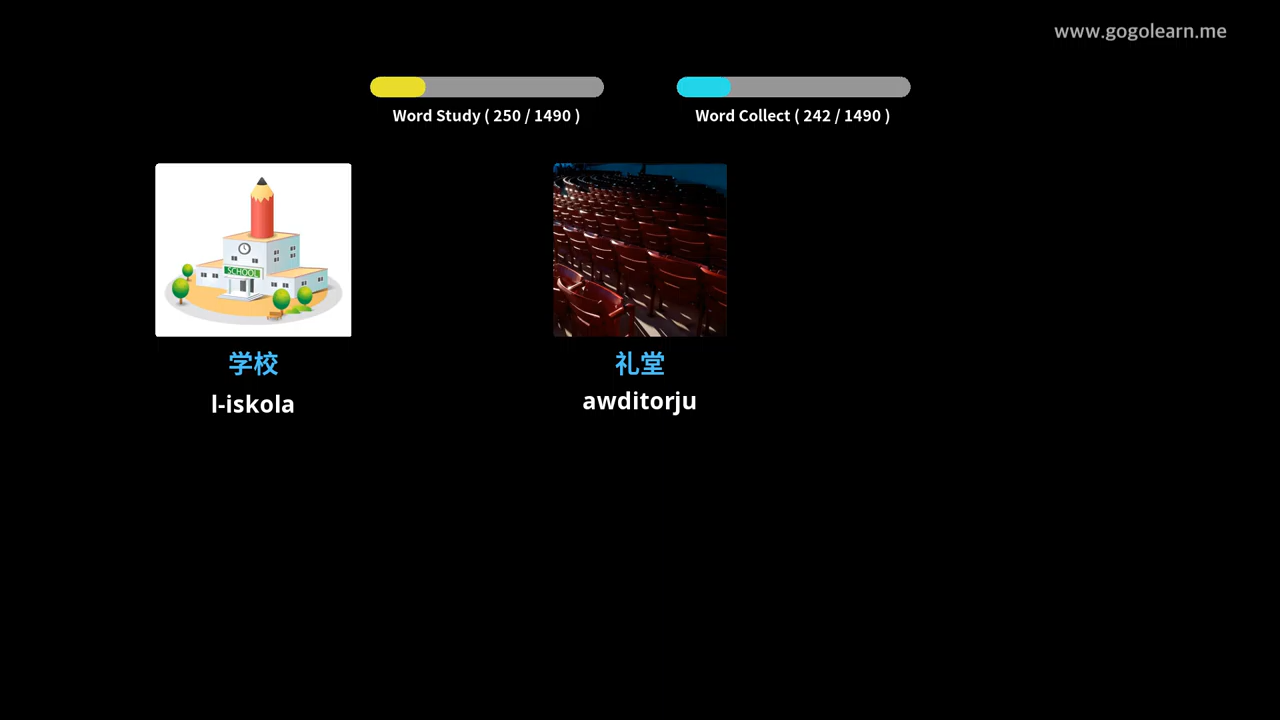 www.gogolearn.me
Word Study ( 250 / 1490 )
Word Collect ( 242 / 1490 )
SCHOOL
学校
礼堂
l-iskola
awditorju